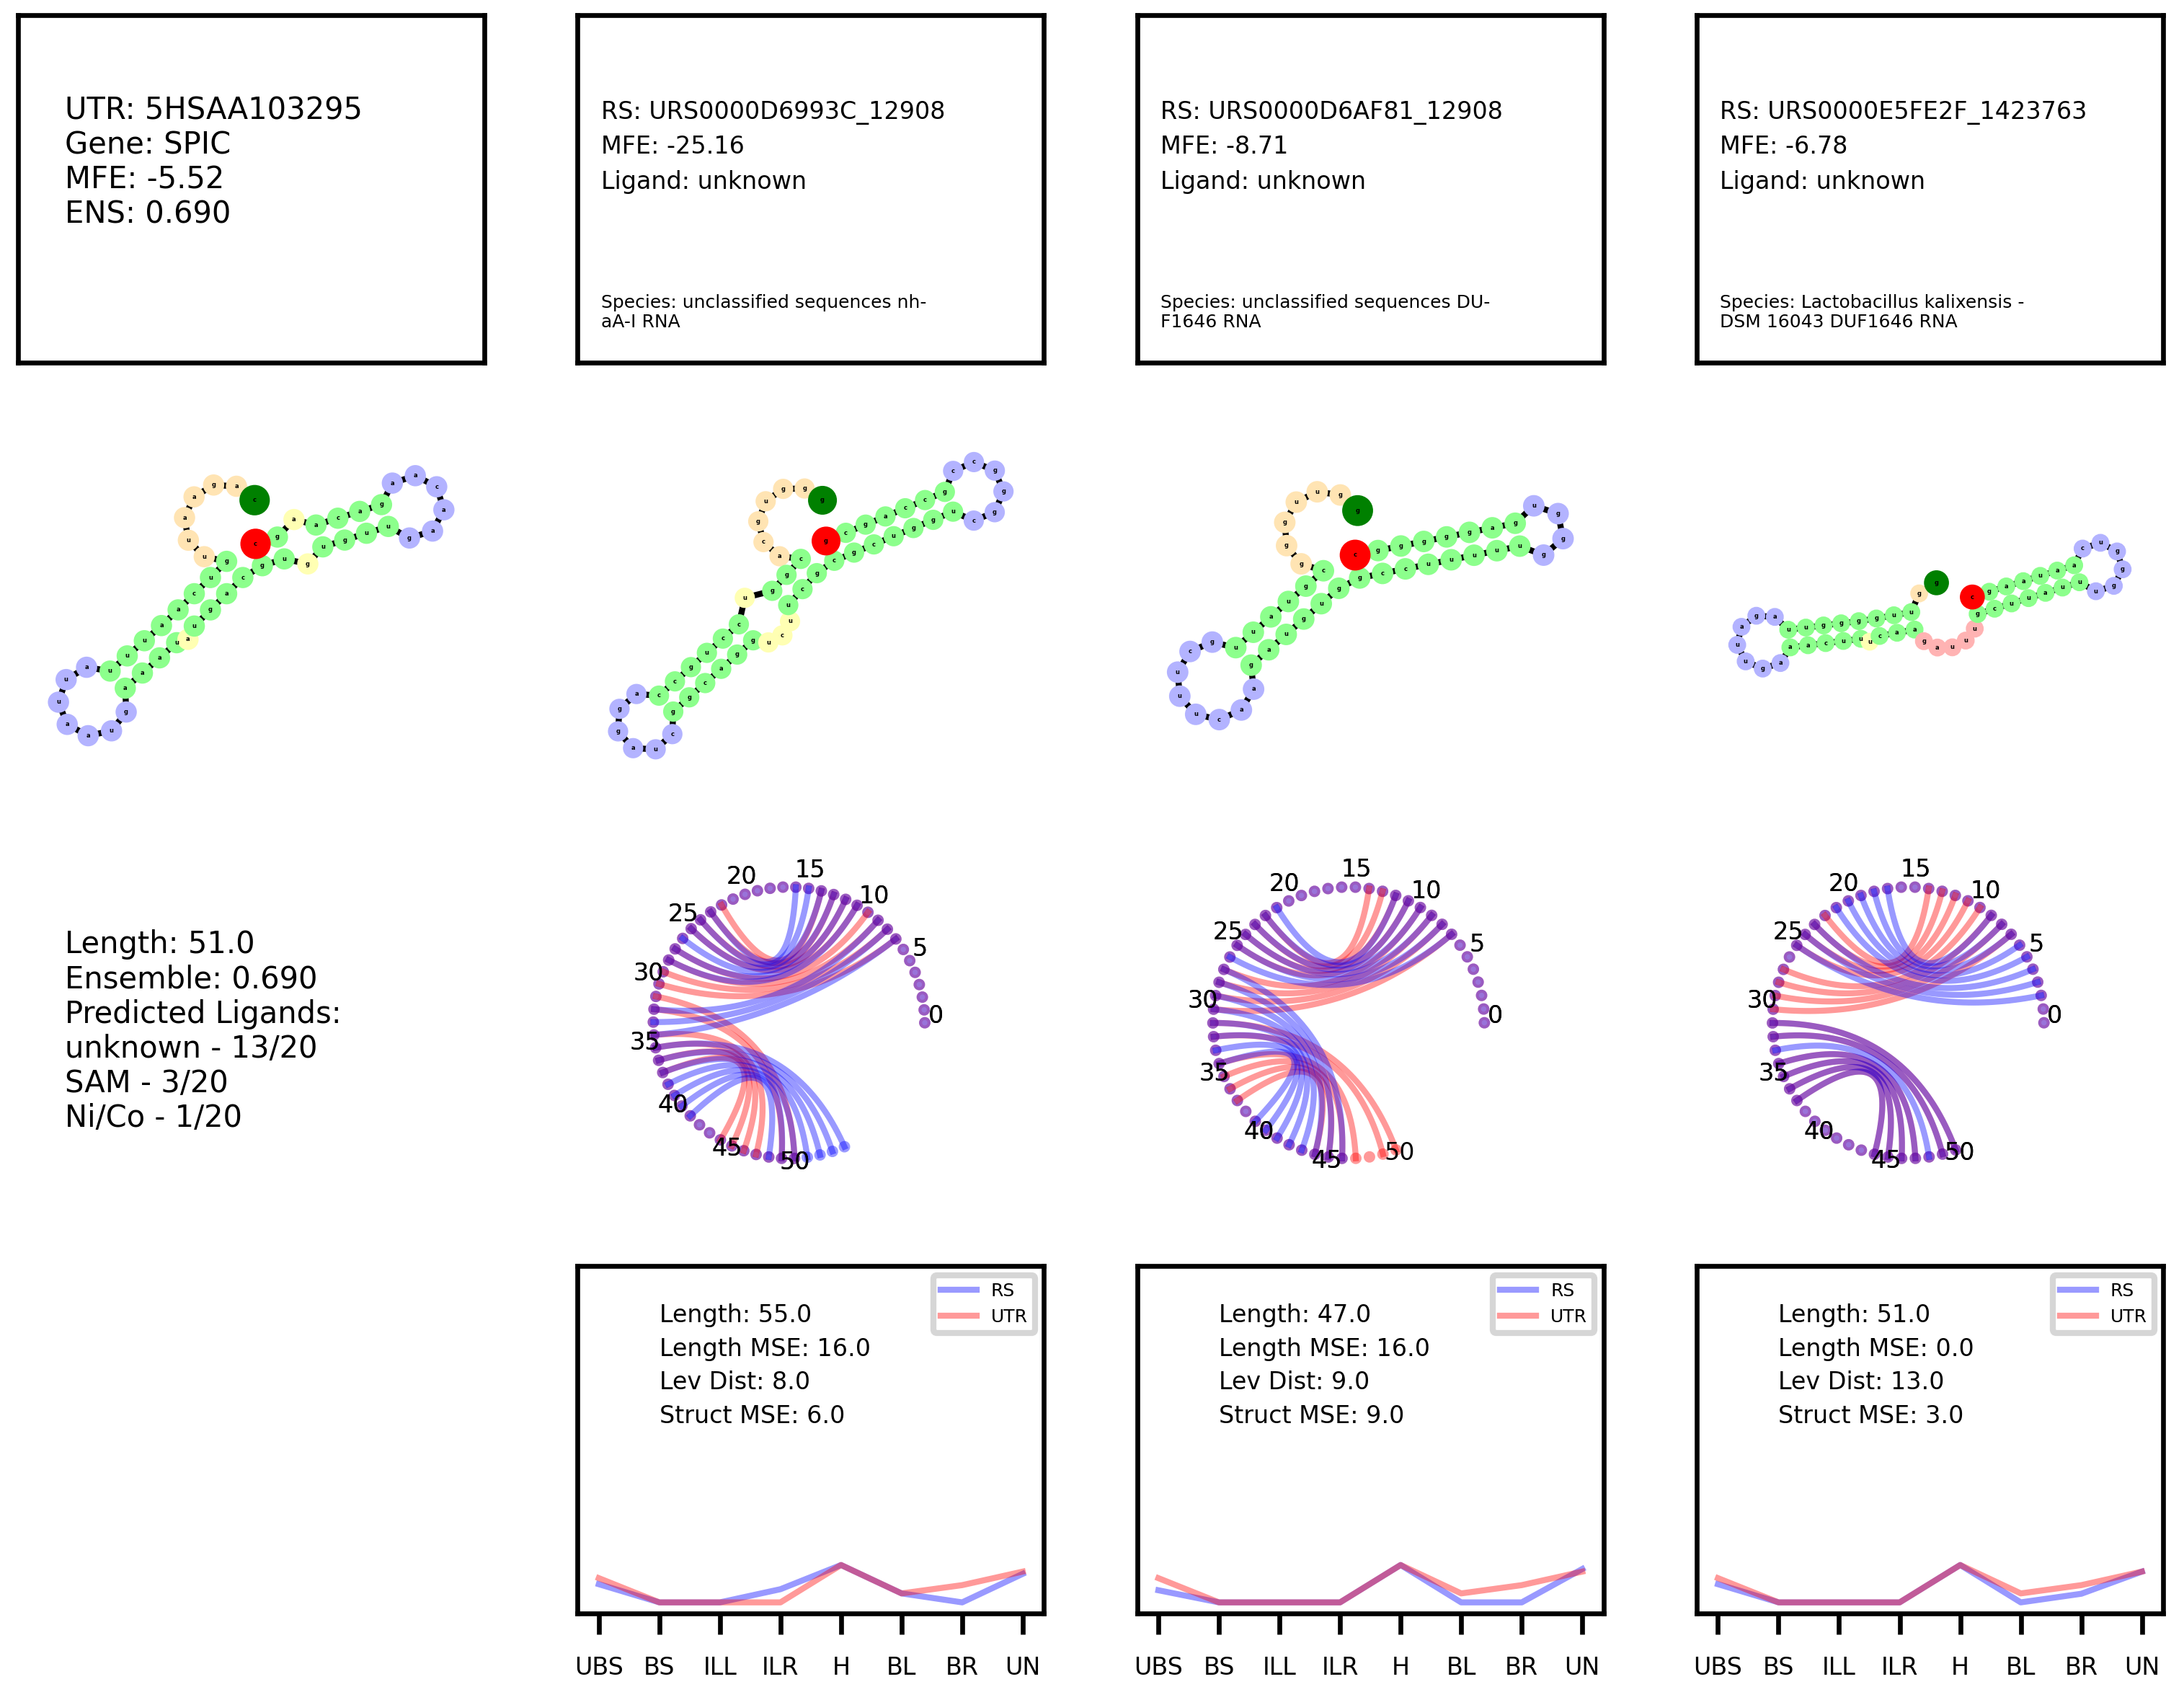 UTR: 5HSAA103295
Gene: SPIC
MFE: -5.52
ENS: 0.690
RS: URS0000D6993C_12908
MFE: -25.16
Ligand: unknown
Species: unclassified sequences nh-
aA-I RNA
RS: URS0000D6AF81_12908
MFE: -8.71
Ligand: unknown
Species: unclassified sequences DU-
F1646 RNA
RS: URS0000E5FE2F_1423763
MFE: -6.78
Ligand: unknown
Species: Lactobacillus kalixensis -
DSM 16043 DUF1646 RNA
Length: 51.0
Ensemble: 0.690
Predicted Ligands:
unknown - 13/20
SAM - 3/20
Ni/Co - 1/20
0
5
10
15
20
25
30
35
40
45
50
0
5
10
15
20
25
30
35
40
45
50
0
5
10
15
20
25
30
35
40
45
50
RS
UTR
Length: 55.0
Length MSE: 16.0
Lev Dist: 8.0
Struct MSE: 6.0
UBS BS ILL ILR H BL BR UN
RS
UTR
Length: 47.0
Length MSE: 16.0
Lev Dist: 9.0
Struct MSE: 9.0
UBS BS ILL ILR H BL BR UN
RS
UTR
Length: 51.0
Length MSE: 0.0
Lev Dist: 13.0
Struct MSE: 3.0
UBS BS ILL ILR H BL BR UN